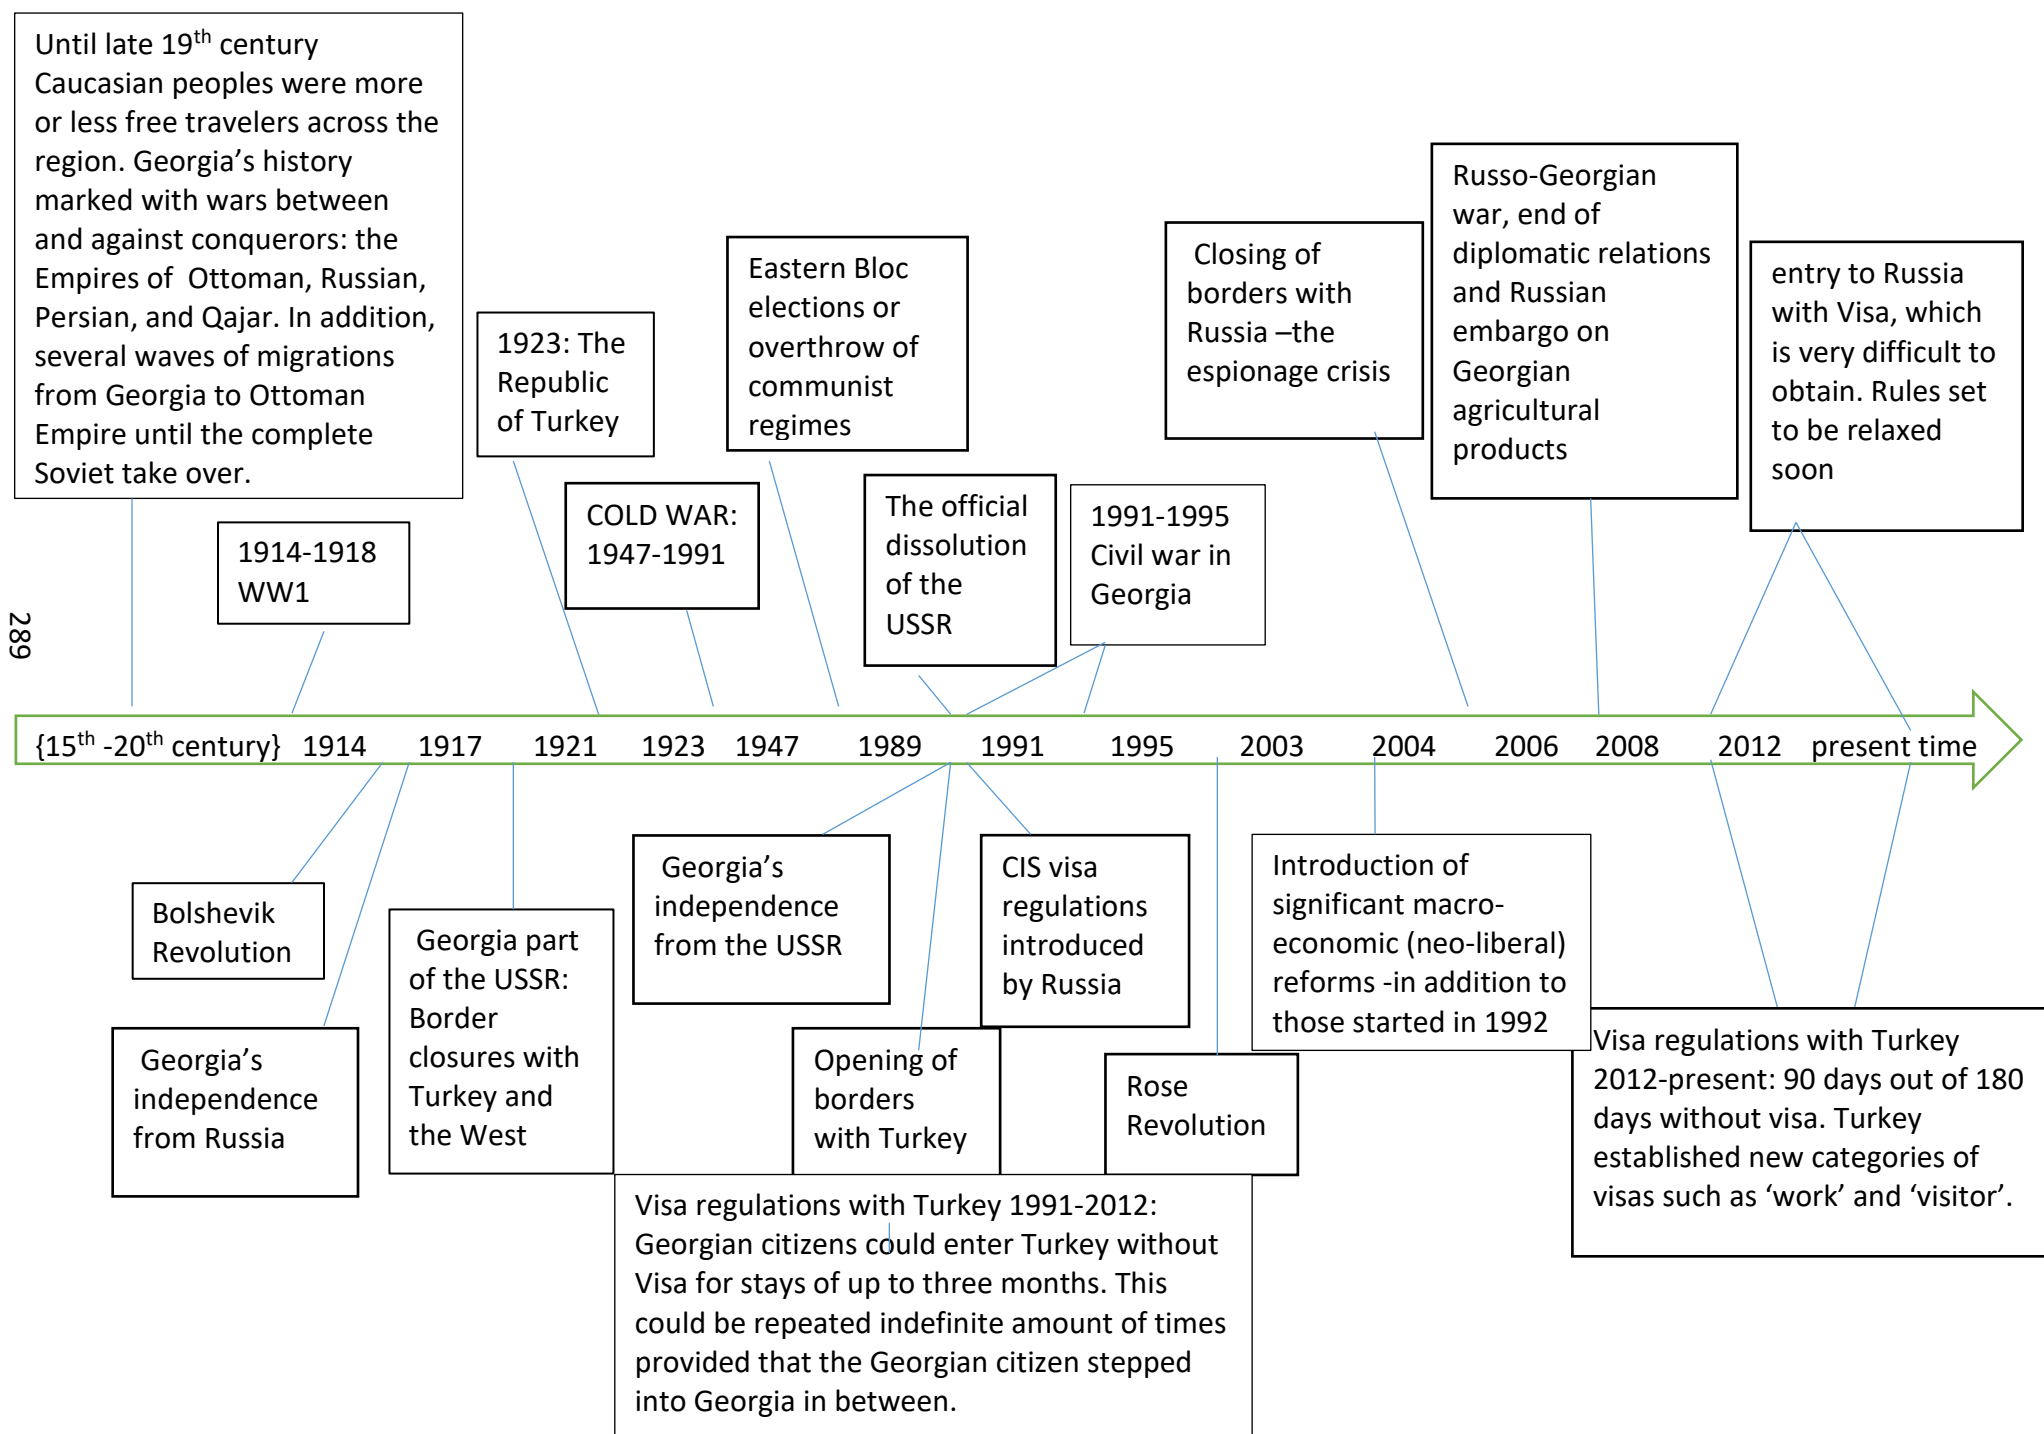 Until late 19th century
Caucasian peoples were more
or less free travelers across the
region. Georgia’s history
marked with wars between
and against conquerors: the
Empires of Ottoman, Russian,
Persian, and Qajar. In addition,
several waves of migrations
from Georgia to Ottoman
Empire until the complete
Soviet take over.
1914-1918
WW1
1923: The
Republic
of Turkey
COLD WAR:
1947-1991
Eastern Bloc
elections or
overthrow of
communist
regimes
The official
dissolution
of the
USSR
1991-1995
Civil war in
Georgia
Closing of
borders with
Russia –the
espionage crisis
Russo-Georgian
war, end of
diplomatic relations
and Russian
embargo on
Georgian
agricultural
products
entry to Russia
with Visa, which
is very difficult to
obtain. Rules set
to be relaxed
soon
289
{15th -20th century} 1914 1917 1921 1923 1947 1989 1991 1995 2003 2004 2006 2008 2012 present time
Bolshevik
Revolution
Georgia’s
independence
from Russia
Georgia part
of the USSR:
Border
closures with
Turkey and
the West
Georgia’s
independence
from the USSR
Opening of
borders
with Turkey
CIS visa
regulations
introduced
by Russia
Rose
Revolution
Introduction of
significant macro-
economic (neo-liberal)
reforms -in addition to
those started in 1992
Visa regulations with Turkey
2012-present: 90 days out of 180
days without visa. Turkey
established new categories of
visas such as ‘work’ and ‘visitor’.
Visa regulations with Turkey 1991-2012:
Georgian citizens could enter Turkey without
Visa for stays of up to three months. This
could be repeated indefinite amount of times
provided that the Georgian citizen stepped
into Georgia in between.